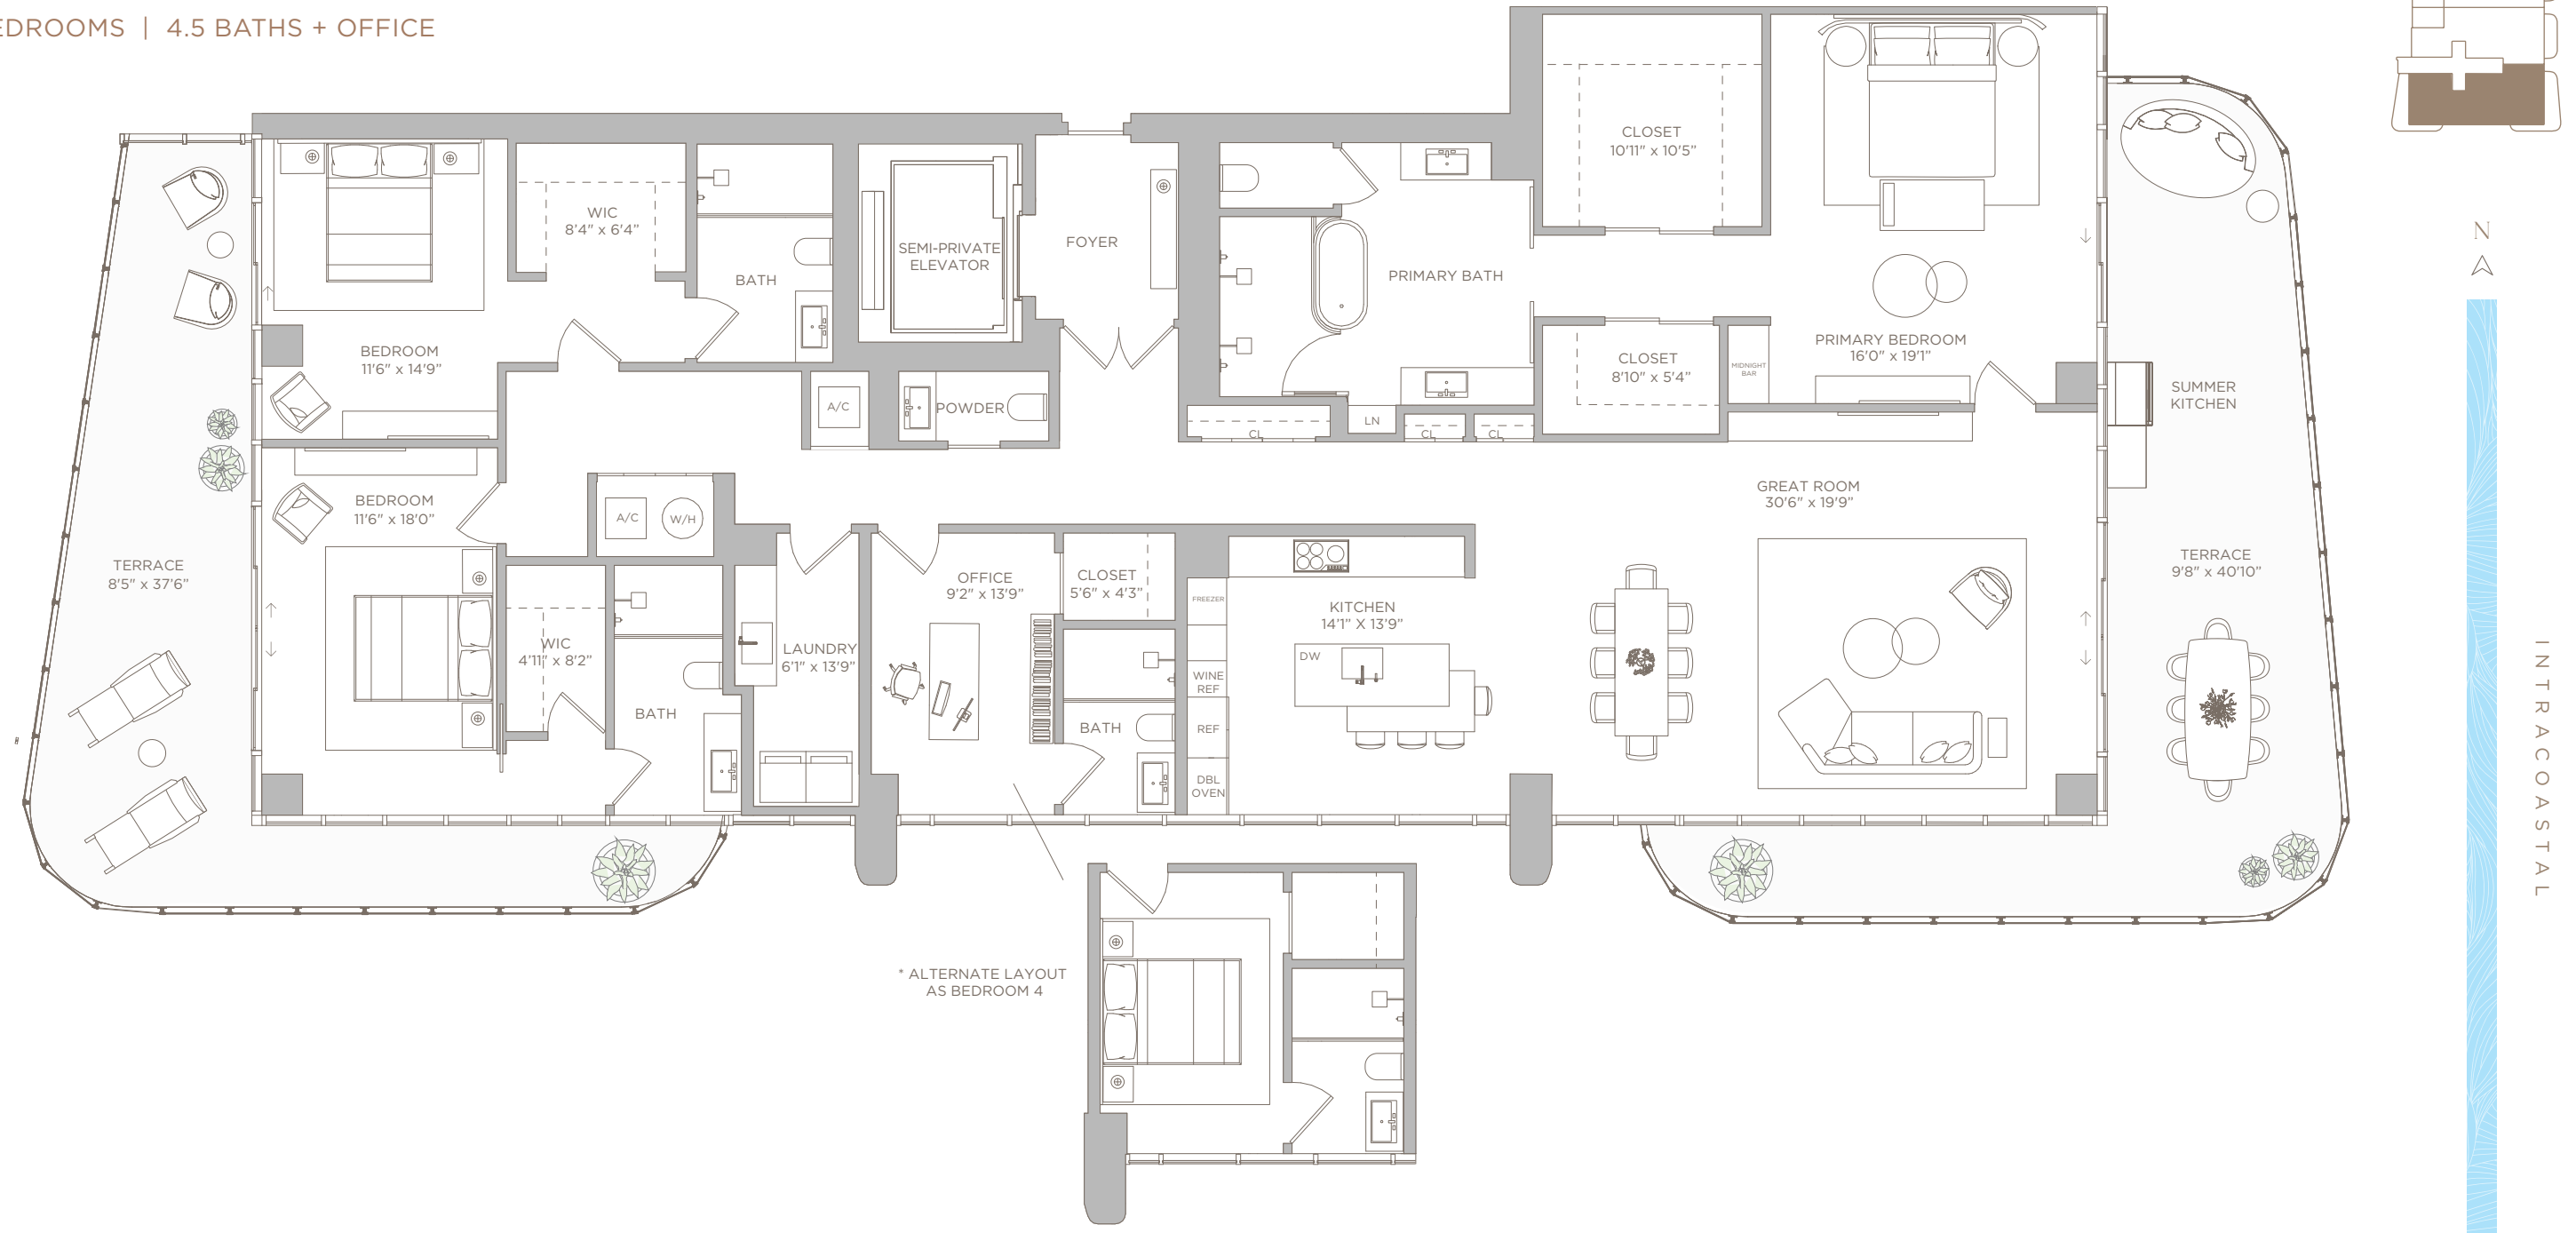 EDROOMS | 4.5 BATHS + OFFICE
CLOSET
10'11" x 10'5"
WIC
8'4" x 6'4"
SEMI-PRIVATE
ELEVATOR
FOYER
BATH
PRIMARY BATH
N
BEDROOM
11'6" x 14'9"
PRIMARY BEDROOM
16'0" x 19'1"
CLOSET
8'10" x 5'4"
MIDNIGHT
BAR
SUMMER
KITCHEN
A/C
POWDER
CL
LN
CL
CL
BEDROOM
11'6" x 18'0"
A/C
W/H
GREAT ROOM
30'6" x 19'9"
TERRACE
8'5" x 37'6"
OFFICE
9'2" x 13'9"
CLOSET
5'6" x 4'3"
FREEZER
KITCHEN
14'1" X 13'9"
TERRACE
9'8" x 40'10"
WIC
4'11" x 8'2"
LAUNDRY
6'1" x 13'9"
DW
WINE
REF
BATH
BATH
REF
DBL
OVEN
INTRACOASTAL
* ALTERNATE LAYOUT
AS BEDROOM 4